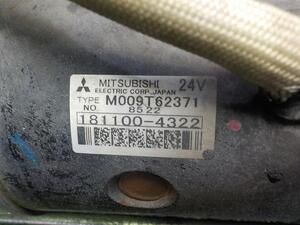 MITSUBISHI 24V
ELECTRIC CORP. JAPAN
TYPE M009T62371
NO. 8522
181100-4322